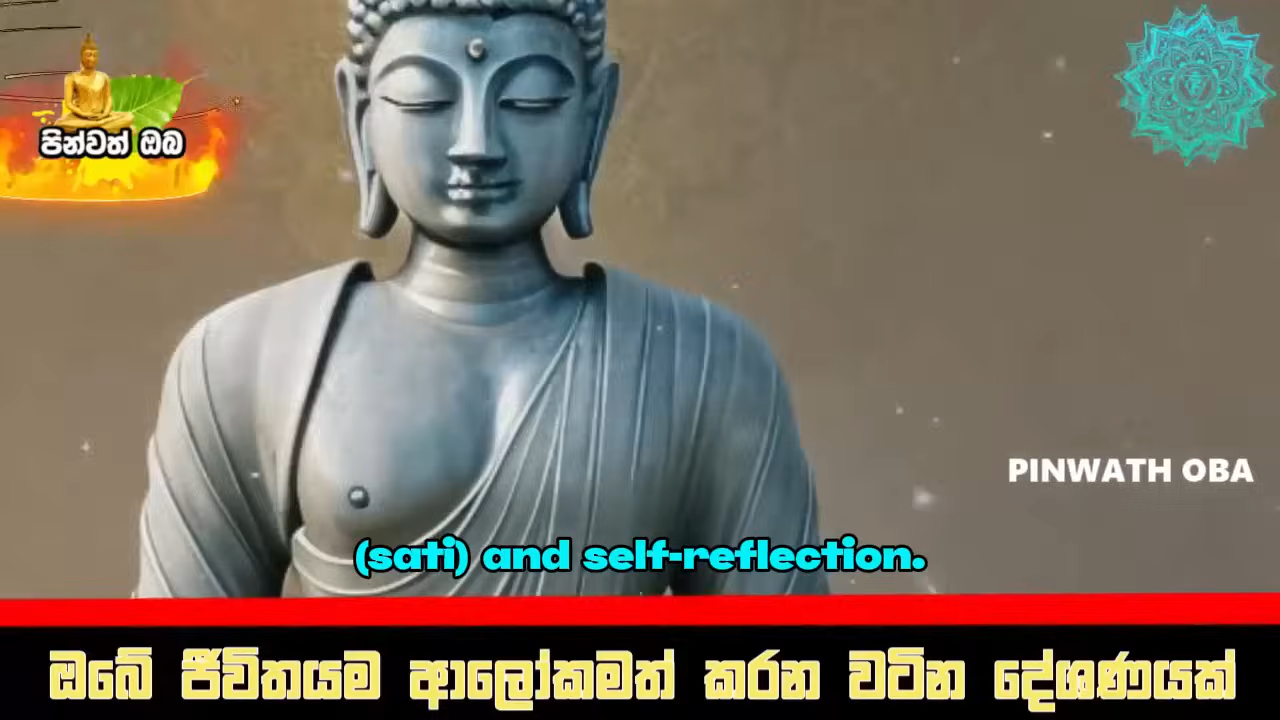 පින්වත් ඔබ
PINWATH OBA
(sati) and self-reflection.
ඔබේ ජීවිතයම ආලෝකමත් කරන වටින දේශණයක්